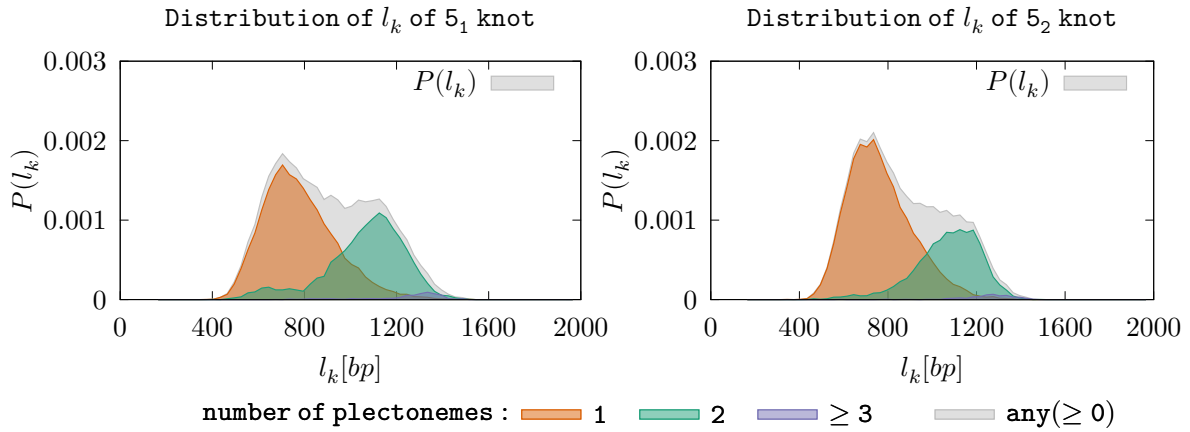 Distribution of l_k of 5_1 knot
P(l_k)
0.003
0.002
0.001
0
P(l_k)
0 400 800 1200 1600 2000
l_k[bp]
Distribution of l_k of 5_2 knot
P(l_k)
0.003
0.002
0.001
0
P(l_k)
0 400 800 1200 1600 2000
l_k[bp]
number of plectonemes : 1 2 ≥ 3 any(≥ 0)